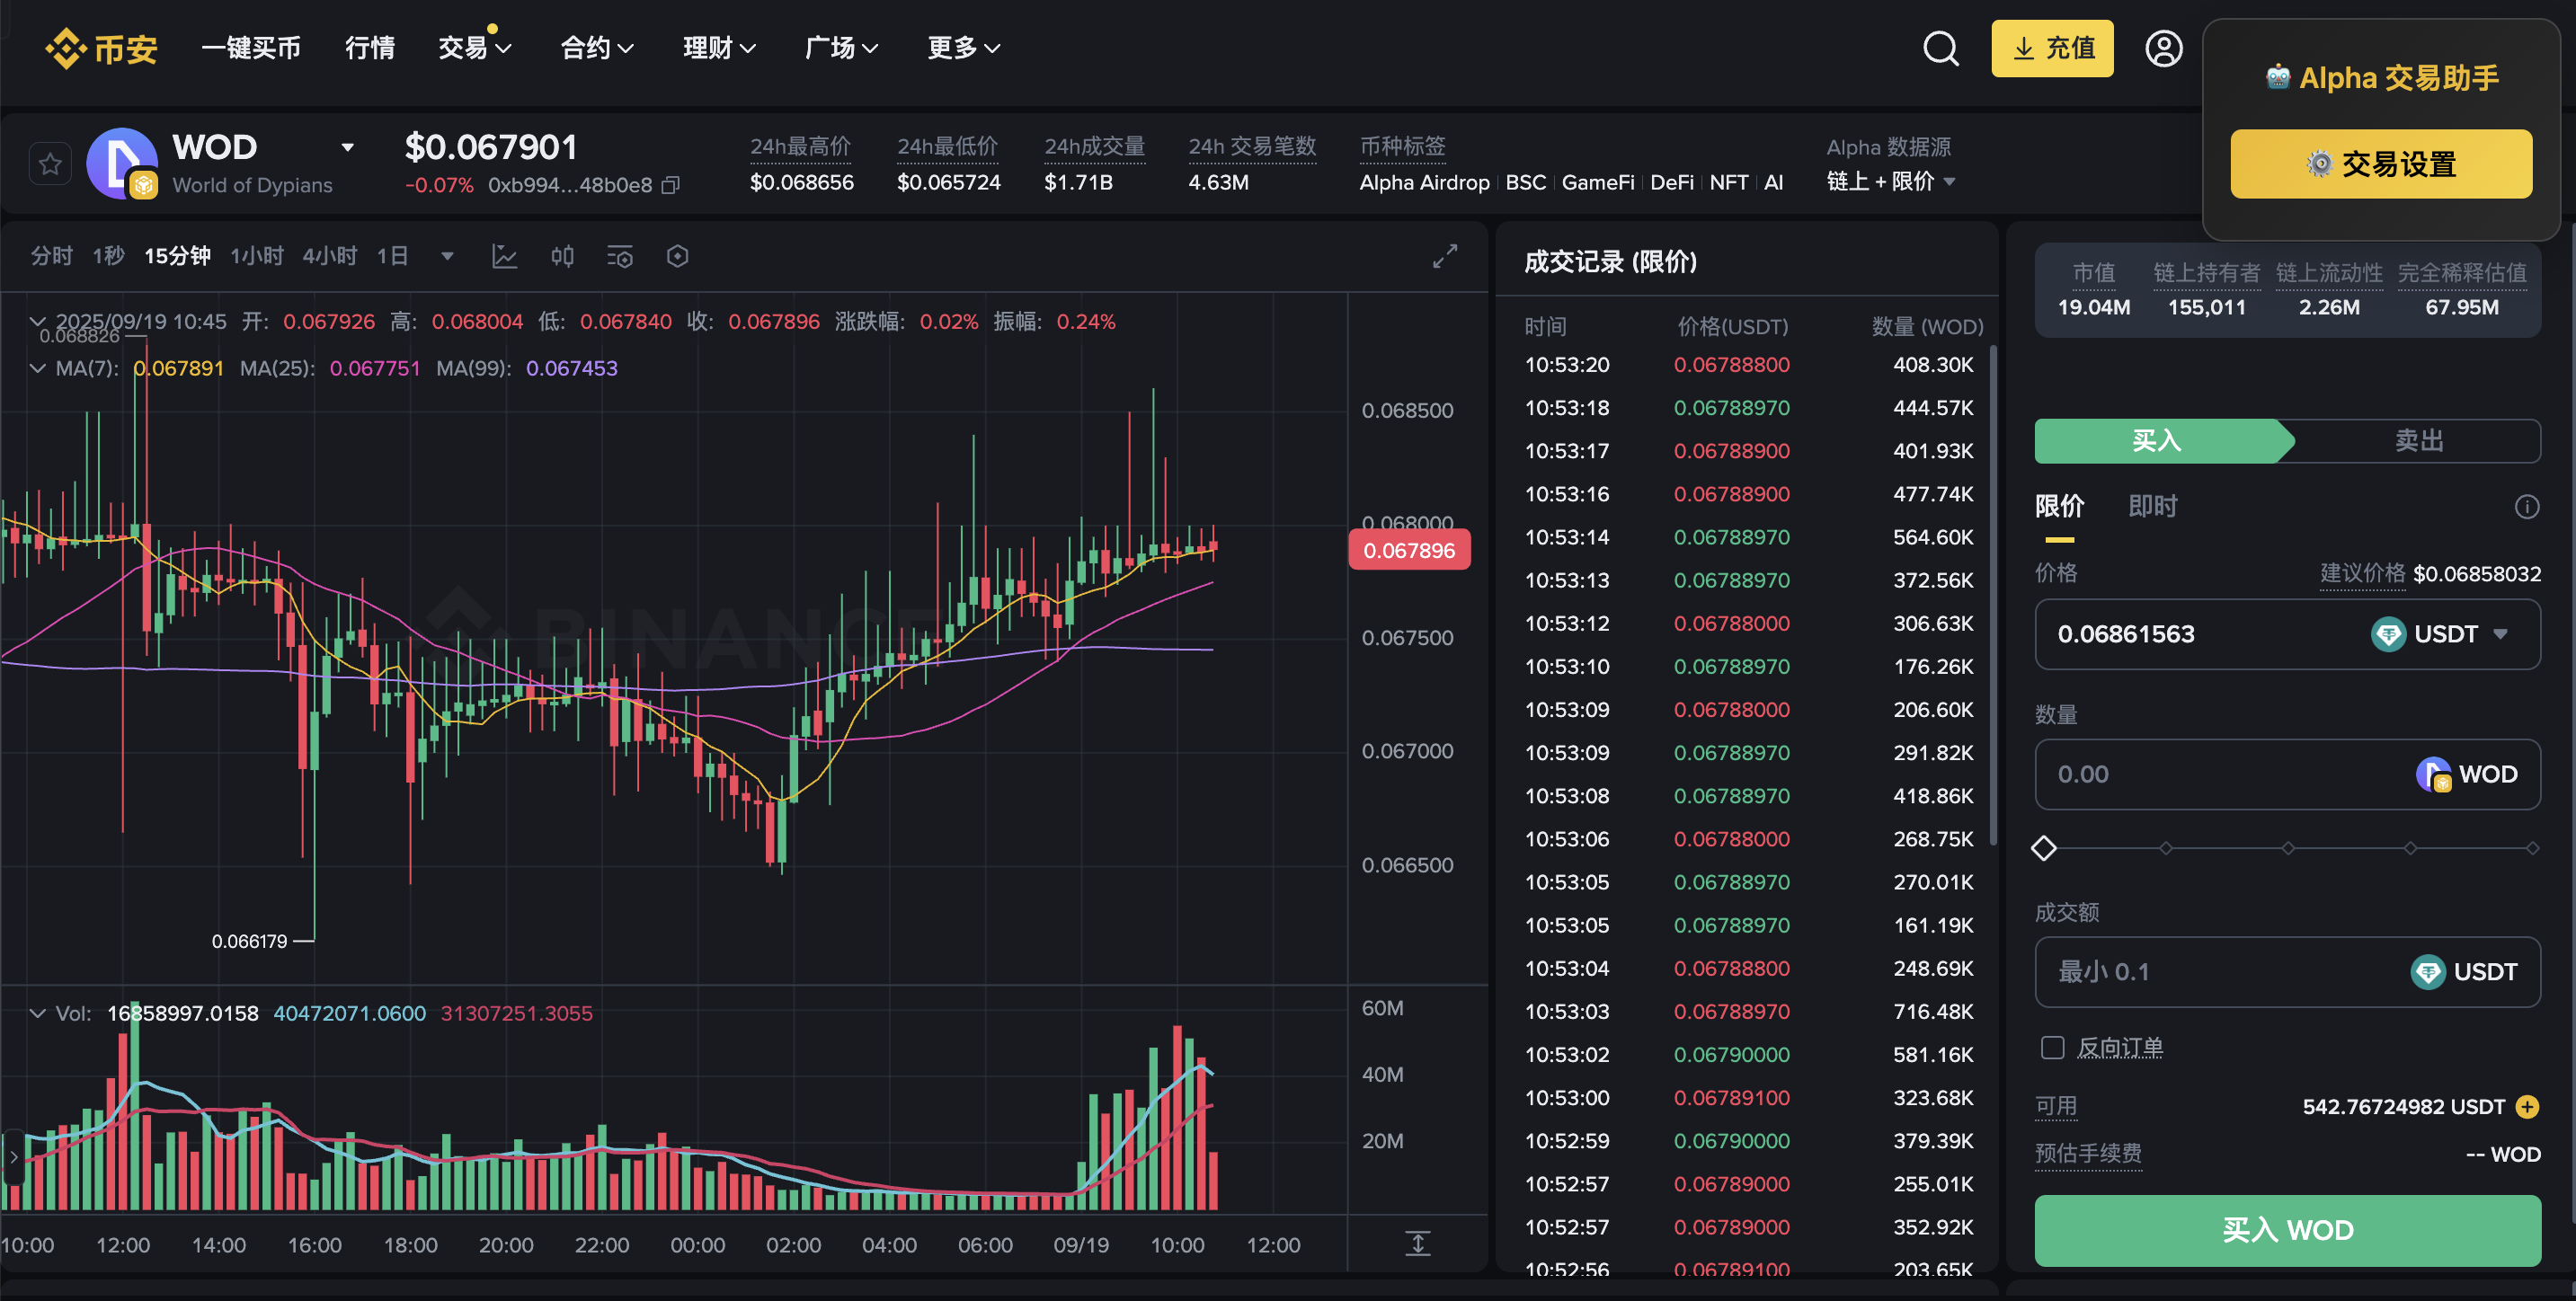 币安 一键买币 行情 交易 合约 理财 广场 更多 充值
Alpha 交易助手
交易设置
WOD
World of Dypians
$0.067901
-0.07% 0xb994...48b0e8
24h最高价 24h最低价 24h成交量 24h 交易笔数 币种标签 Alpha 数据源
$0.068656 $0.065724 $1.71B 4.63M Alpha Airdrop BSC GameFi DeFi NFT AI 链上 + 限价
分时 1秒 15分钟 1小时 4小时 1日
2025/09/19 10:45 开: 0.067926 高: 0.068004 低: 0.067840 收: 0.067896 涨跌幅: 0.02% 振幅: 0.24%
0.068826
MA(7): 0.067891 MA(25): 0.067751 MA(99): 0.067453
0.068500
0.068000
0.067896
0.067500
0.067000
0.066500
BINANCE
0.066179
Vol: 16858997.0158 40472071.0600 31307251.3055
60M
40M
20M
10:00 12:00 14:00 16:00 18:00 20:00 22:00 00:00 02:00 04:00 06:00 09/19 10:00 12:00
成交记录 (限价)
时间 价格(USDT) 数量 (WOD)
10:53:20 0.06788800 408.30K
10:53:18 0.06788970 444.57K
10:53:17 0.06788900 401.93K
10:53:16 0.06788900 477.74K
10:53:14 0.06788970 564.60K
10:53:13 0.06788970 372.56K
10:53:12 0.06788000 306.63K
10:53:10 0.06788970 176.26K
10:53:09 0.06788000 206.60K
10:53:09 0.06788970 291.82K
10:53:08 0.06788970 418.86K
10:53:06 0.06788000 268.75K
10:53:05 0.06788970 270.01K
10:53:05 0.06788970 161.19K
10:53:04 0.06788800 248.69K
10:53:03 0.06788970 716.48K
10:53:02 0.06790000 581.16K
10:53:00 0.06789100 323.68K
10:52:59 0.06790000 379.39K
10:52:57 0.06789000 255.01K
10:52:57 0.06789000 352.92K
10:52:56 0.06789100 203.65K
市值 链上持有者 链上流动性 完全稀释估值
19.04M 155,011 2.26M 67.95M
买入 卖出
限价 即时
价格 建议价格 $0.06858032
0.06861563 USDT
数量
0.00 WOD
成交额
最小 0.1 USDT
反向订单
可用 542.76724982 USDT
预估手续费 -- WOD
买入 WOD